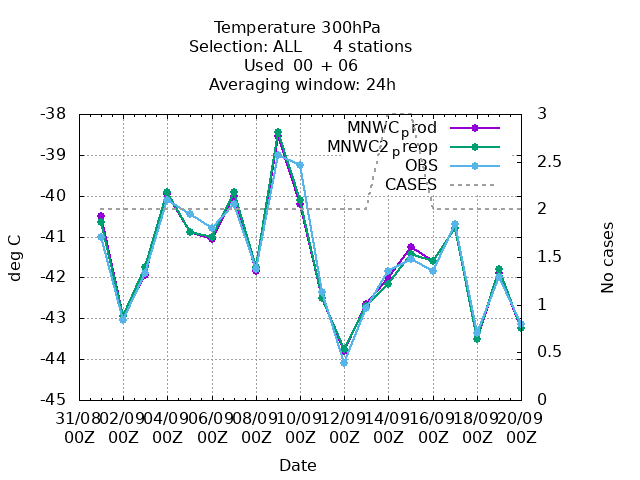 Temperature 300hPa
Selection: ALL 4 stations
Used 00 + 06
Averaging window: 24h
-38
-39
-40
-41
-42
-43
-44
-45
3
2.5
2
1.5
1
0.5
0
MNWCprod
MNWC2preop
OBS
CASES
deg C
No cases
31/08 02/09 04/09 06/09 08/09 10/09 12/09 14/09 16/09 18/09 20/09
00Z 00Z 00Z 00Z 00Z 00Z 00Z 00Z 00Z 00Z 00Z
Date